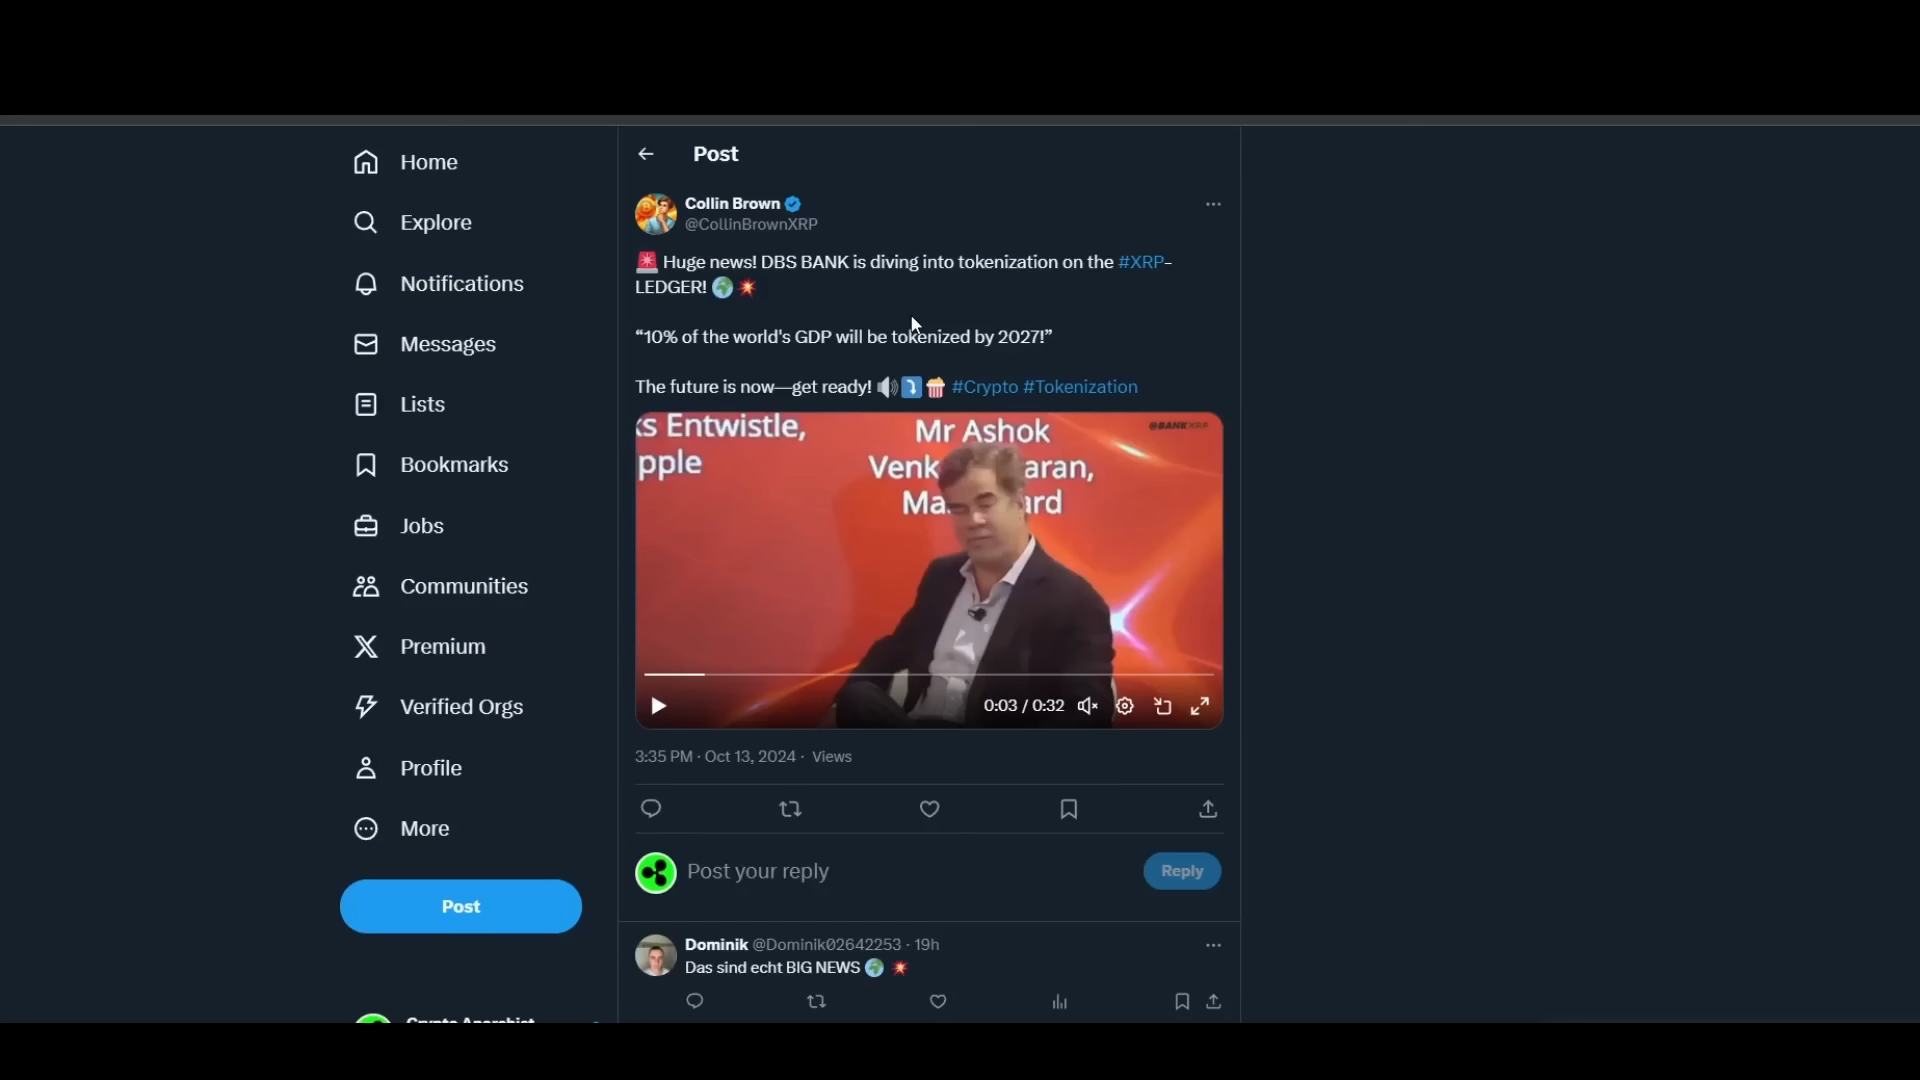 Home
Explore
Notifications
Messages
Lists
Bookmarks
Jobs
Communities
Premium
Verified Orgs
Profile
More
Post
Post
Collin Brown
@CollinBrownXRP
🚨 Huge news! DBS BANK is diving into tokenization on the #XRP-
LEDGER! 🌍💥
“10% of the world's GDP will be tokenized by 2027!”
The future is now—get ready! 🔊⤵️🍿 #Crypto #Tokenization
ks Entwistle,
pple
Mr Ashok
Venk aran,
Ma ard
@BANKXRP
0:03 / 0:32
3:35 PM · Oct 13, 2024 · Views
Post your reply
Reply
Dominik @Dominik02642253 · 19h
Das sind echt BIG NEWS 🌍 💥
Crypto Anarchist